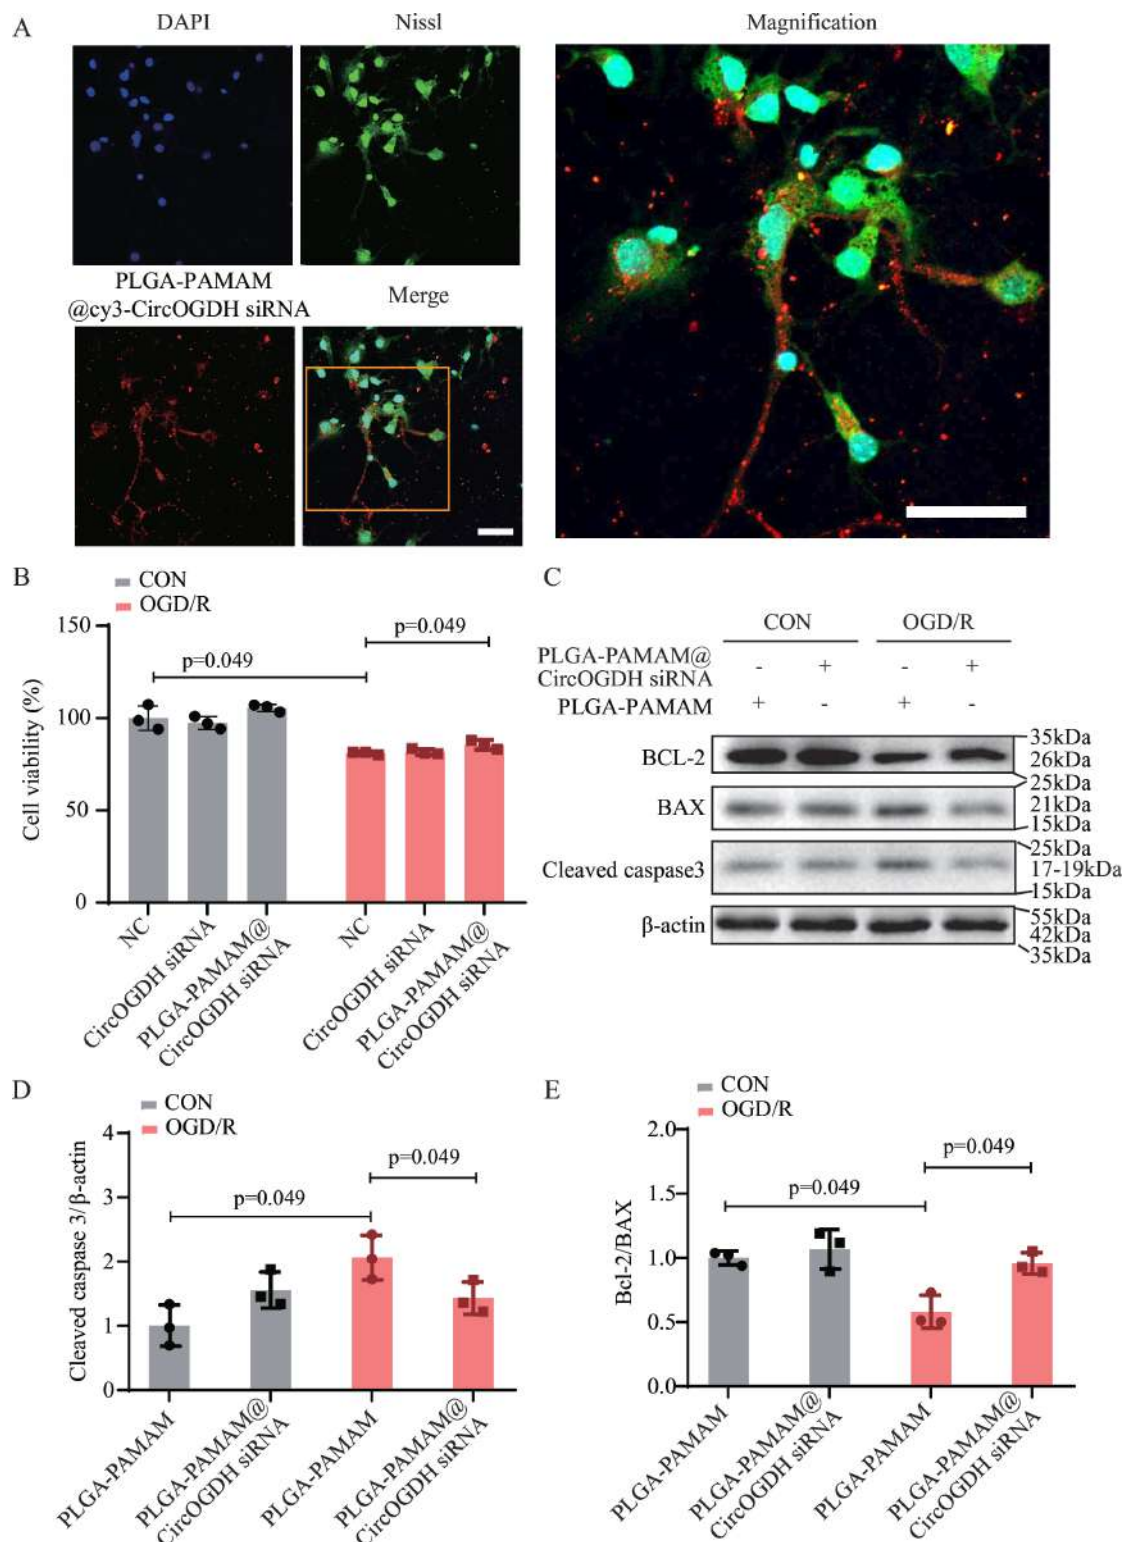 A
DAPI
Nissl
Magnification
PLGA-PAMAM
@cy3-CircOGDH siRNA
Merge
B
CON
OGD/R
Cell viability (%)
150
100
50
0
p=0.049
p=0.049
NC
CircOGDH siRNA
PLGA-PAMAM@
CircOGDH siRNA
NC
CircOGDH siRNA
PLGA-PAMAM@
CircOGDH siRNA
C
CON
OGD/R
PLGA-PAMAM@
CircOGDH siRNA
- + - +
PLGA-PAMAM
+ - + -
BCL-2
35kDa
26kDa
25kDa
BAX
21kDa
15kDa
Cleaved caspase3
25kDa
17-19kDa
15kDa
β-actin
55kDa
42kDa
35kDa
D
CON
OGD/R
Cleaved caspase 3/β-actin
4
3
2
1
0
p=0.049
p=0.049
PLGA-PAMAM
PLGA-PAMAM@
CircOGDH siRNA
PLGA-PAMAM
PLGA-PAMAM@
CircOGDH siRNA
E
CON
OGD/R
Bcl-2/BAX
2.0
1.5
1.0
0.5
0.0
p=0.049
p=0.049
PLGA-PAMAM
PLGA-PAMAM@
CircOGDH siRNA
PLGA-PAMAM
PLGA-PAMAM@
CircOGDH siRNA